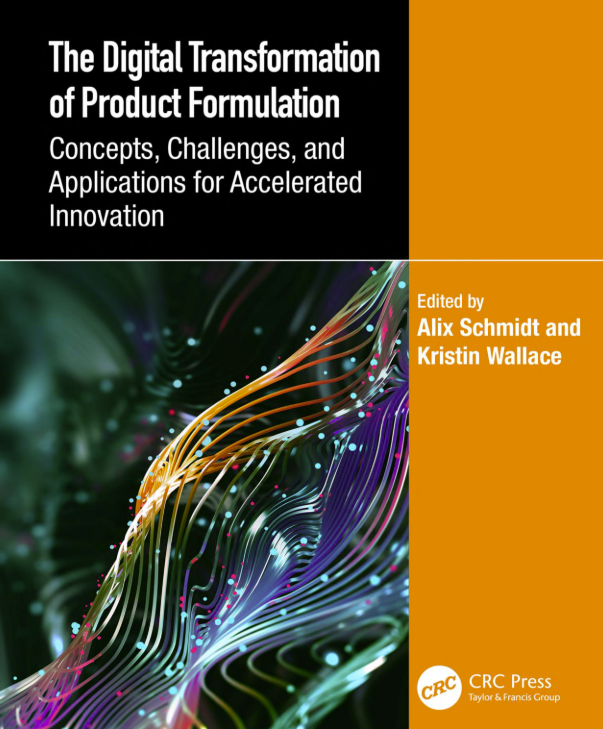 The Digital Transformation
of Product Formulation
Concepts, Challenges, and
Applications for Accelerated
Innovation
Edited by
Alix Schmidt and
Kristin Wallace
CRC
CRC Press
Taylor & Francis Group